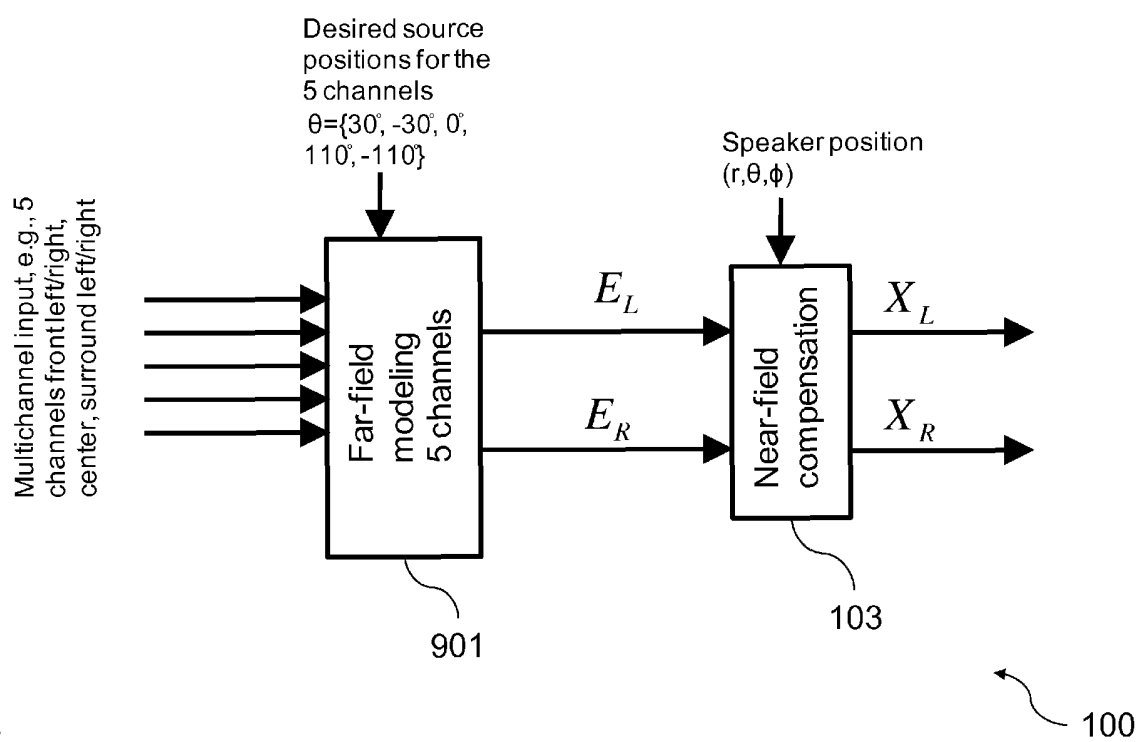 Desired source
positions for the
5 channels
θ={30°, -30°, 0°,
110°, -110°}
Speaker position
(r,θ,ϕ)
Multichannel input, e.g., 5
channels front left/right,
center, surround left/right
Far-field
modeling
5 channels
E_L
E_R
Near-field
compensation
X_L
X_R
901
103
100